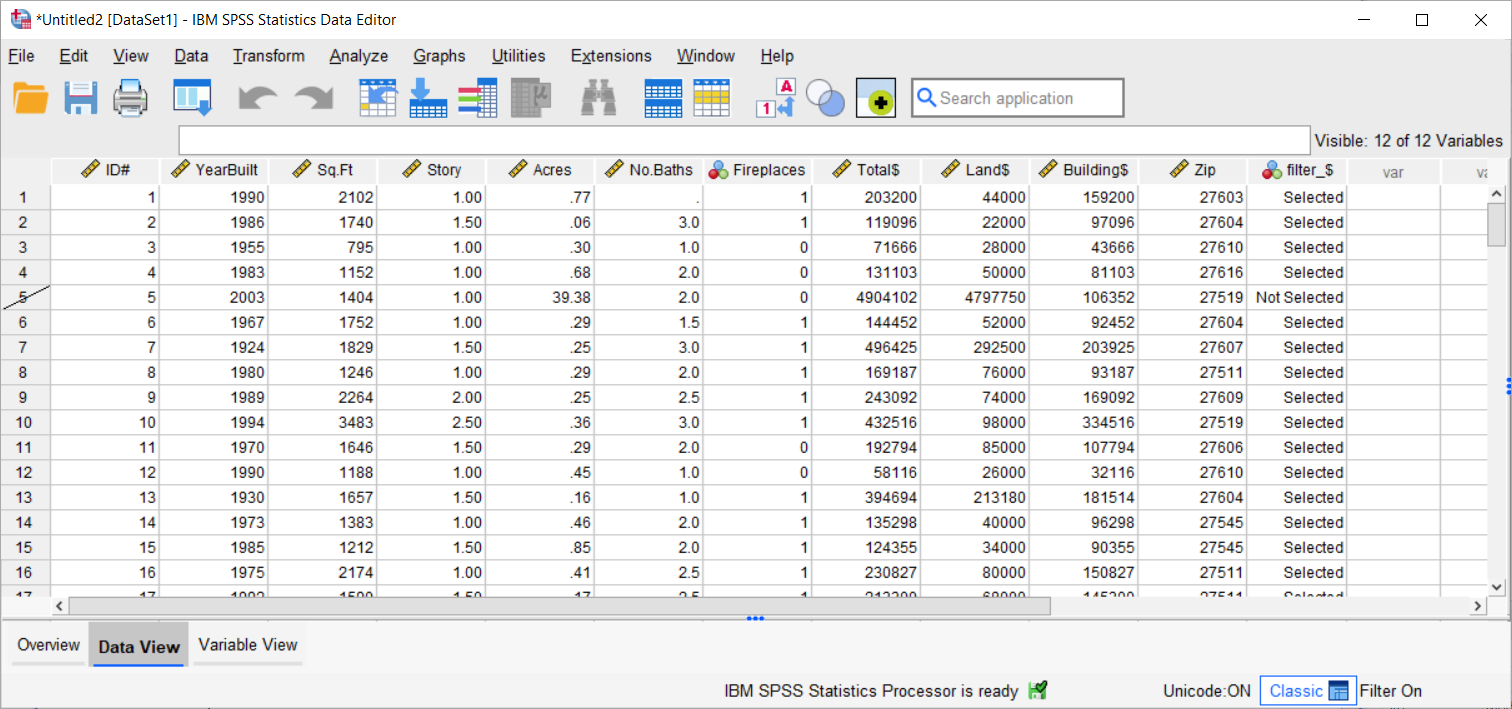 *Untitled2 [DataSet1] - IBM SPSS Statistics Data Editor
File Edit View Data Transform Analyze Graphs Utilities Extensions Window Help
A 1 Search application
Visible: 12 of 12 Variables
ID# YearBuilt Sq.Ft Story Acres No.Baths Fireplaces Total$ Land$ Building$ Zip filter_$ var
1 1 1990 2102 1.00 .77 . 1 203200 44000 159200 27603 Selected
2 2 1986 1740 1.50 .06 3.0 1 119096 22000 97096 27604 Selected
3 3 1955 795 1.00 .30 1.0 0 71666 28000 43666 27610 Selected
4 4 1983 1152 1.00 .68 2.0 0 131103 50000 81103 27616 Selected
5 5 2003 1404 1.00 39.38 2.0 0 4904102 4797750 106352 27519 Not Selected
6 6 1967 1752 1.00 .29 1.5 1 144452 52000 92452 27604 Selected
7 7 1924 1829 1.50 .25 3.0 1 496425 292500 203925 27607 Selected
8 8 1980 1246 1.00 .29 2.0 1 169187 76000 93187 27511 Selected
9 9 1989 2264 2.00 .25 2.5 1 243092 74000 169092 27609 Selected
10 10 1994 3483 2.50 .36 3.0 1 432516 98000 334516 27519 Selected
11 11 1970 1646 1.50 .29 2.0 0 192794 85000 107794 27606 Selected
12 12 1990 1188 1.00 .45 1.0 0 58116 26000 32116 27610 Selected
13 13 1930 1657 1.50 .16 1.0 1 394694 213180 181514 27604 Selected
14 14 1973 1383 1.00 .46 2.0 1 135298 40000 96298 27545 Selected
15 15 1985 1212 1.50 .85 2.0 1 124355 34000 90355 27545 Selected
16 16 1975 2174 1.00 .41 2.5 1 230827 80000 150827 27511 Selected
Overview Data View Variable View
IBM SPSS Statistics Processor is ready Unicode:ON Classic Filter On